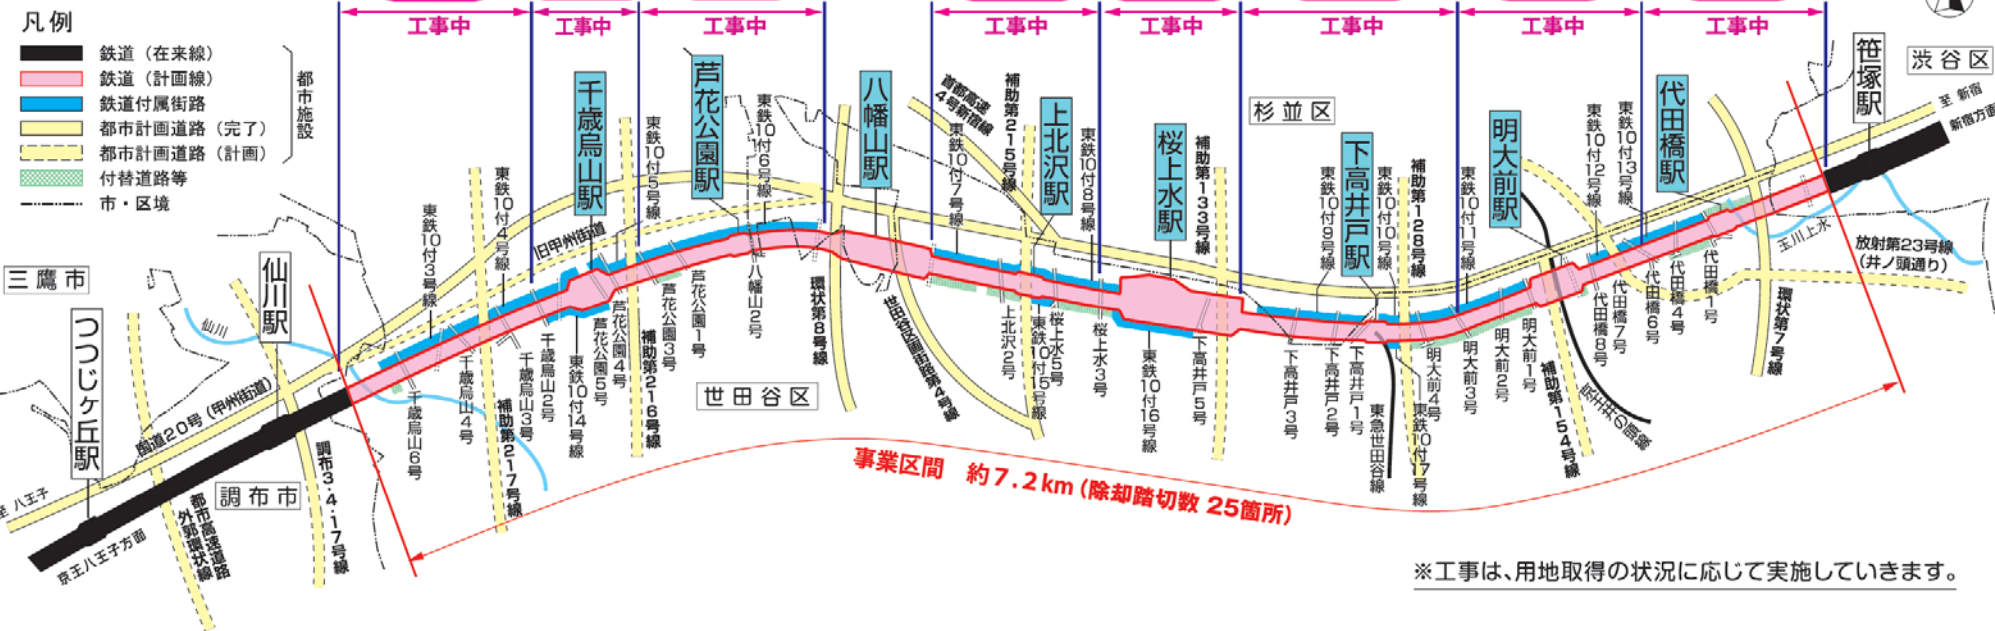 凡例
鉄道（在来線）
鉄道（計画線）
鉄道付属街路
都市計画道路（完了）
都市計画道路（計画）
付替道路等
市・区境
都市施設
工事中
工事中
工事中
工事中
工事中
工事中
工事中
工事中
三鷹市
調布市
世田谷区
杉並区
渋谷区
つつじヶ丘駅
仙川駅
千歳烏山駅
芦花公園駅
八幡山駅
上北沢駅
桜上水駅
下高井戸駅
明大前駅
代田橋駅
笹塚駅
至 八王子
京王八王子方面
至 新宿
新宿方面
国道20号（甲州街道）
旧甲州街道
仙川
玉川上水
都市高速道路
外郭環状線
調布3・4・17号線
東鉄10付3号線
東鉄10付4号線
東鉄10付5号線
東鉄10付6号線
首都高速
4号新宿線
東鉄10付7号線
補助第215号線
東鉄10付8号線
補助第133号線
東鉄10付9号線
東鉄10付10号線
補助第128号線
東鉄10付11号線
東鉄10付12号線
東鉄10付13号線
千歳烏山6号
千歳烏山4号
補助第217号線
千歳烏山3号
千歳烏山2号
東鉄10付14号線
芦花公園5号
芦花公園4号
補助第216号線
芦花公園3号
芦花公園1号
八幡山2号
環状第8号線
世田谷区画街路第4号線
上北沢2号
東鉄10付15号線
桜上水5号
桜上水3号
東鉄10付16号線
下高井戸5号
下高井戸3号
下高井戸2号
下高井戸1号
東急世田谷線
東鉄10付17号線
明大前4号
明大前3号
明大前2号
明大前1号
補助第154号線
京王井の頭線
代田橋8号
代田橋7号
代田橋6号
代田橋4号
代田橋1号
環状第7号線
放射第23号線
（井ノ頭通り）
事業区間　約7.2km（除却踏切数 25箇所）
※工事は、用地取得の状況に応じて実施していきます。